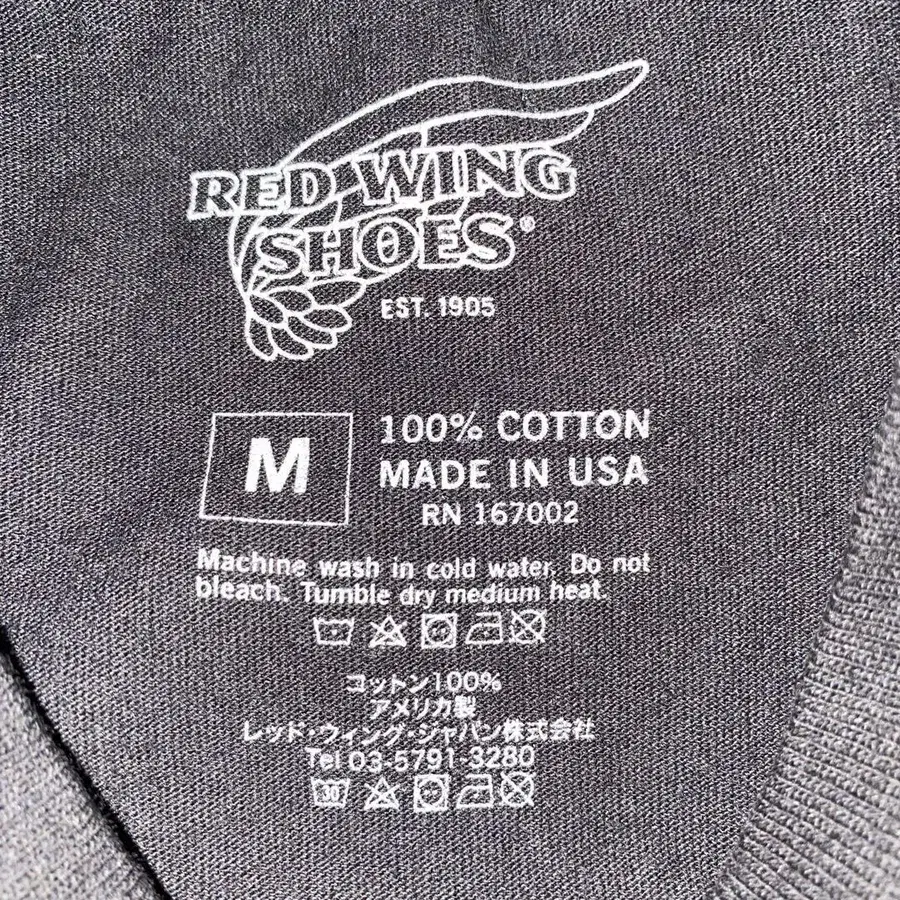 RED WING
SHOES®
EST. 1905
M
100% COTTON
MADE IN USA
RN 167002
Machine wash in cold water. Do not
bleach. Tumble dry medium heat.
コットン100%
アメリカ製
レッド・ウィング・ジャパン株式会社
Tel 03-5791-3280
30